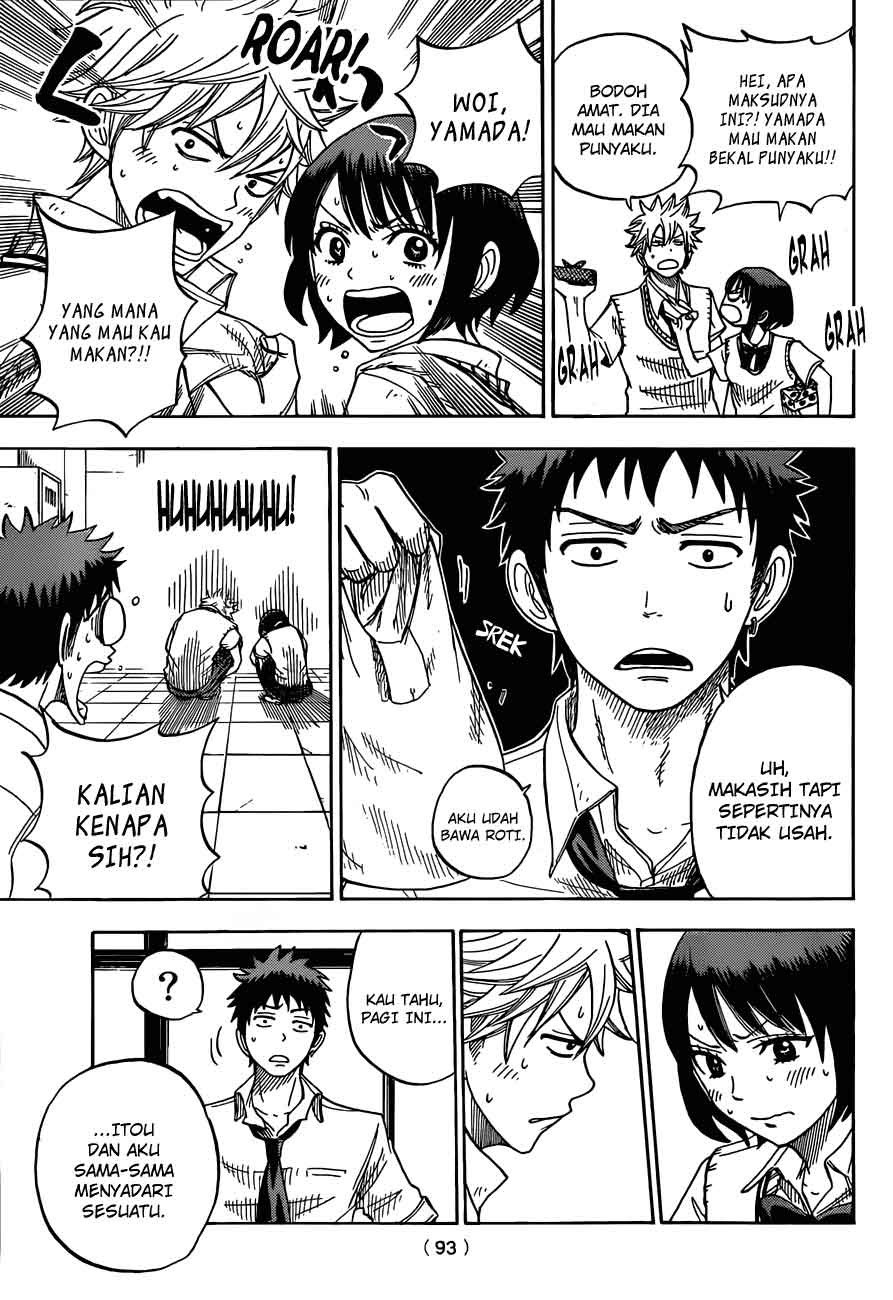 HEI, APA
MAKSUDNYA
INI?! YAMADA
MAU MAKAN
BEKAL PUNYAKU!!
BODOH
AMAT. DIA
MAU MAKAN
PUNYAKU.
GRAH
GRAH
GRAH
ROAR!
WOI,
YAMADA!
YANG MANA
YANG MAU KAU
MAKAN?!!
UH,
MAKASIH TAPI
SEPERTINYA
TIDAK USAH.
SREK
AKU UDAH
BAWA ROTI.
HUHUHUHUHU!
KALIAN
KENAPA
SIH?!
KAU TAHU,
PAGI INI...
?
...ITOU
DAN AKU
SAMA-SAMA
MENYADARI
SESUATU.
( 93 )